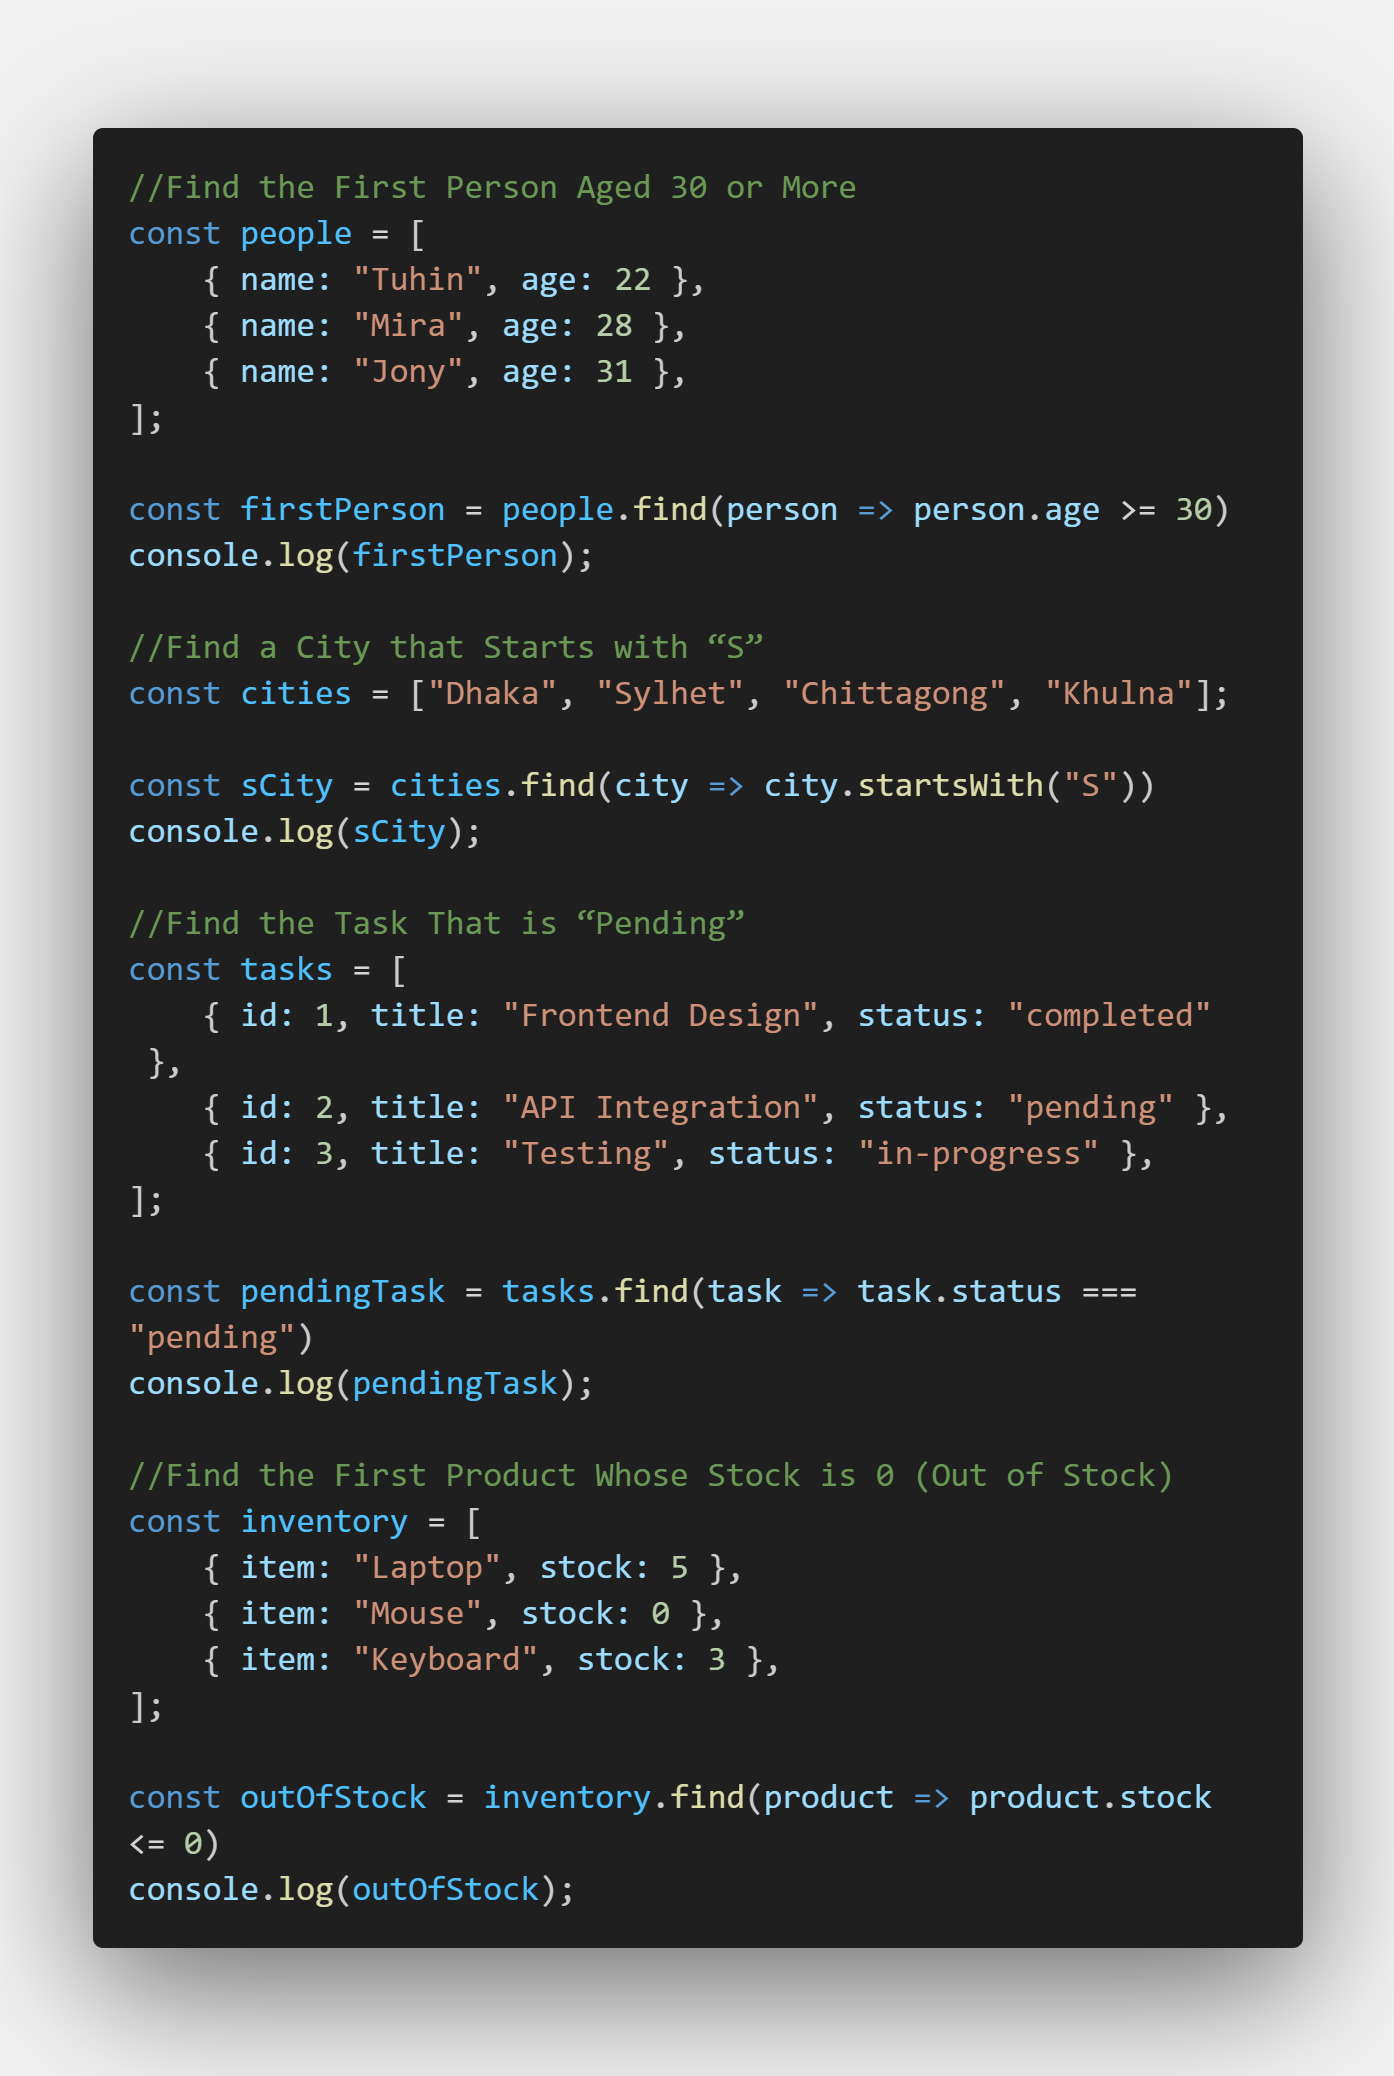 //Find the First Person Aged 30 or More
const people = [
    { name: "Tuhin", age: 22 },
    { name: "Mira", age: 28 },
    { name: "Jony", age: 31 },
];

const firstPerson = people.find(person => person.age >= 30)
console.log(firstPerson);

//Find a City that Starts with “S”
const cities = ["Dhaka", "Sylhet", "Chittagong", "Khulna"];

const sCity = cities.find(city => city.startsWith("S"))
console.log(sCity);

//Find the Task That is “Pending”
const tasks = [
    { id: 1, title: "Frontend Design", status: "completed"
 },
    { id: 2, title: "API Integration", status: "pending" },
    { id: 3, title: "Testing", status: "in-progress" },
];

const pendingTask = tasks.find(task => task.status ===
"pending")
console.log(pendingTask);

//Find the First Product Whose Stock is 0 (Out of Stock)
const inventory = [
    { item: "Laptop", stock: 5 },
    { item: "Mouse", stock: 0 },
    { item: "Keyboard", stock: 3 },
];

const outOfStock = inventory.find(product => product.stock
<= 0)
console.log(outOfStock);